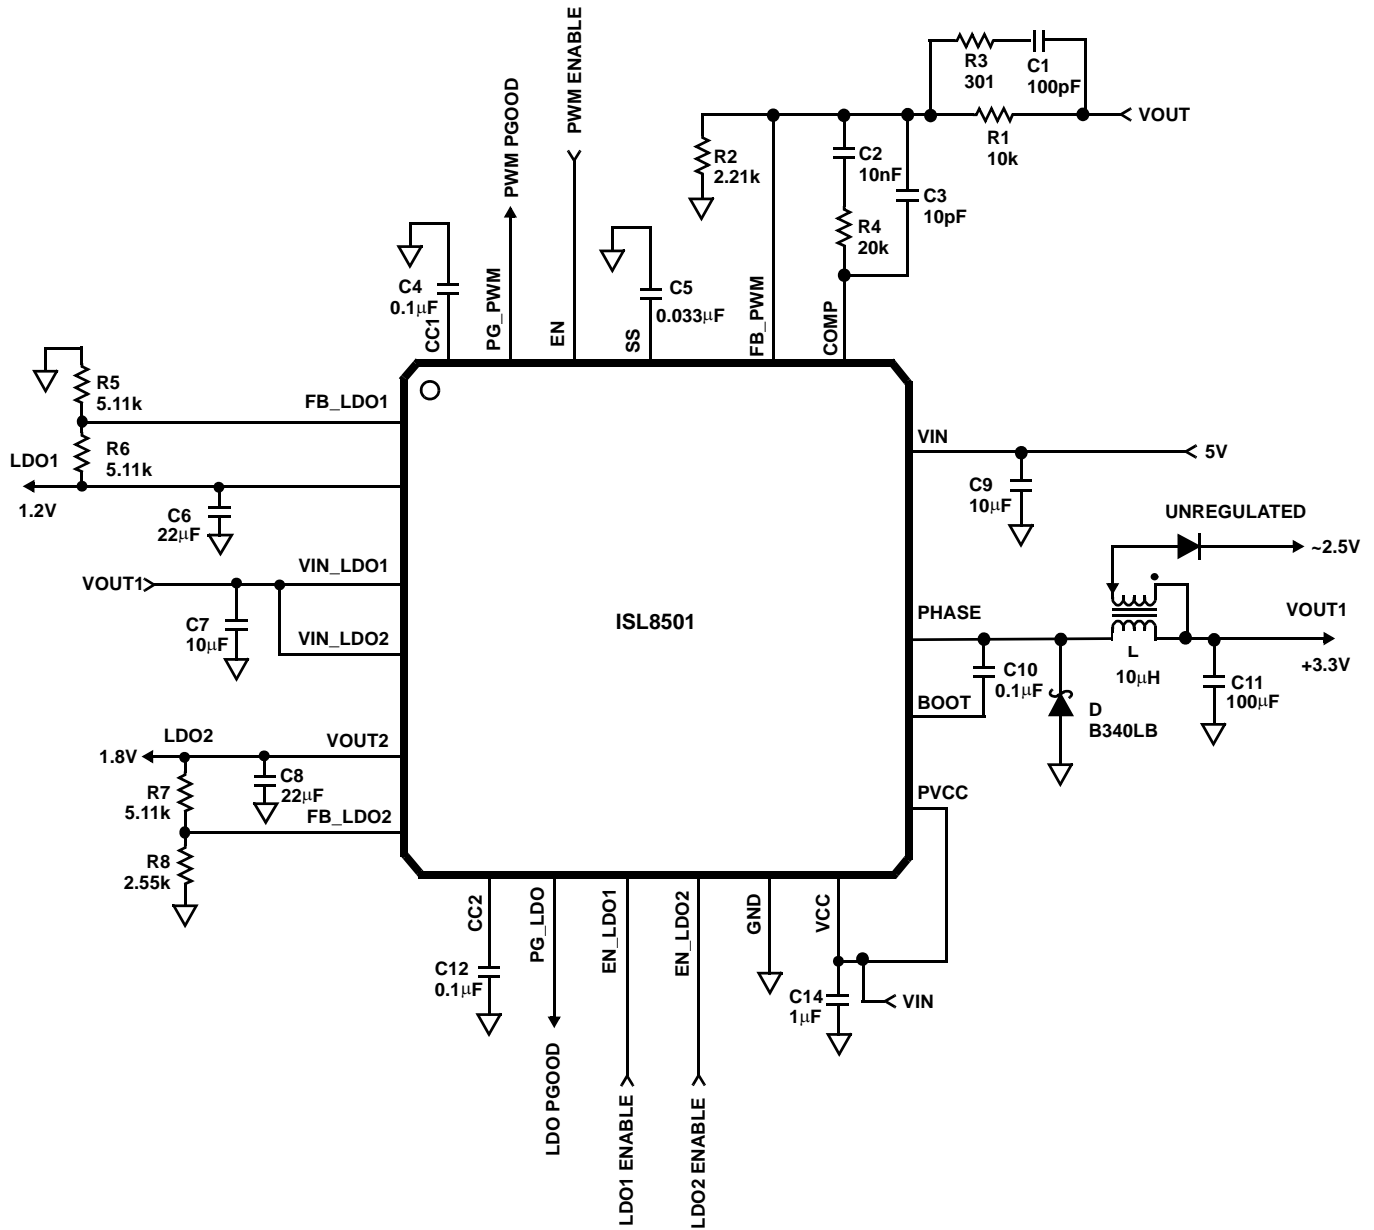 PWM ENABLE
PWM PGOOD
R3
301
C1
100pF
VOUT
R1
10k
R2
2.21k
C2
10nF
C3
10pF
R4
20k
C4
0.1µF
C5
0.033µF
CC1
PG_PWM
EN
SS
FB_PWM
COMP
R5
5.11k
FB_LDO1
R6
5.11k
LDO1
1.2V
C6
22µF
VIN
5V
C9
10µF
UNREGULATED
~2.5V
VOUT1
VIN_LDO1
C7
10µF
VIN_LDO2
ISL8501
PHASE
VOUT1
+3.3V
L
10µH
C10
0.1µF
C11
100µF
BOOT
D
B340LB
LDO2
1.8V
VOUT2
C8
22µF
R7
5.11k
FB_LDO2
R8
2.55k
PVCC
CC2
PG_LDO
EN_LDO1
EN_LDO2
GND
VCC
C12
0.1µF
C14
1µF
VIN
LDO PGOOD
LDO1 ENABLE
LDO2 ENABLE